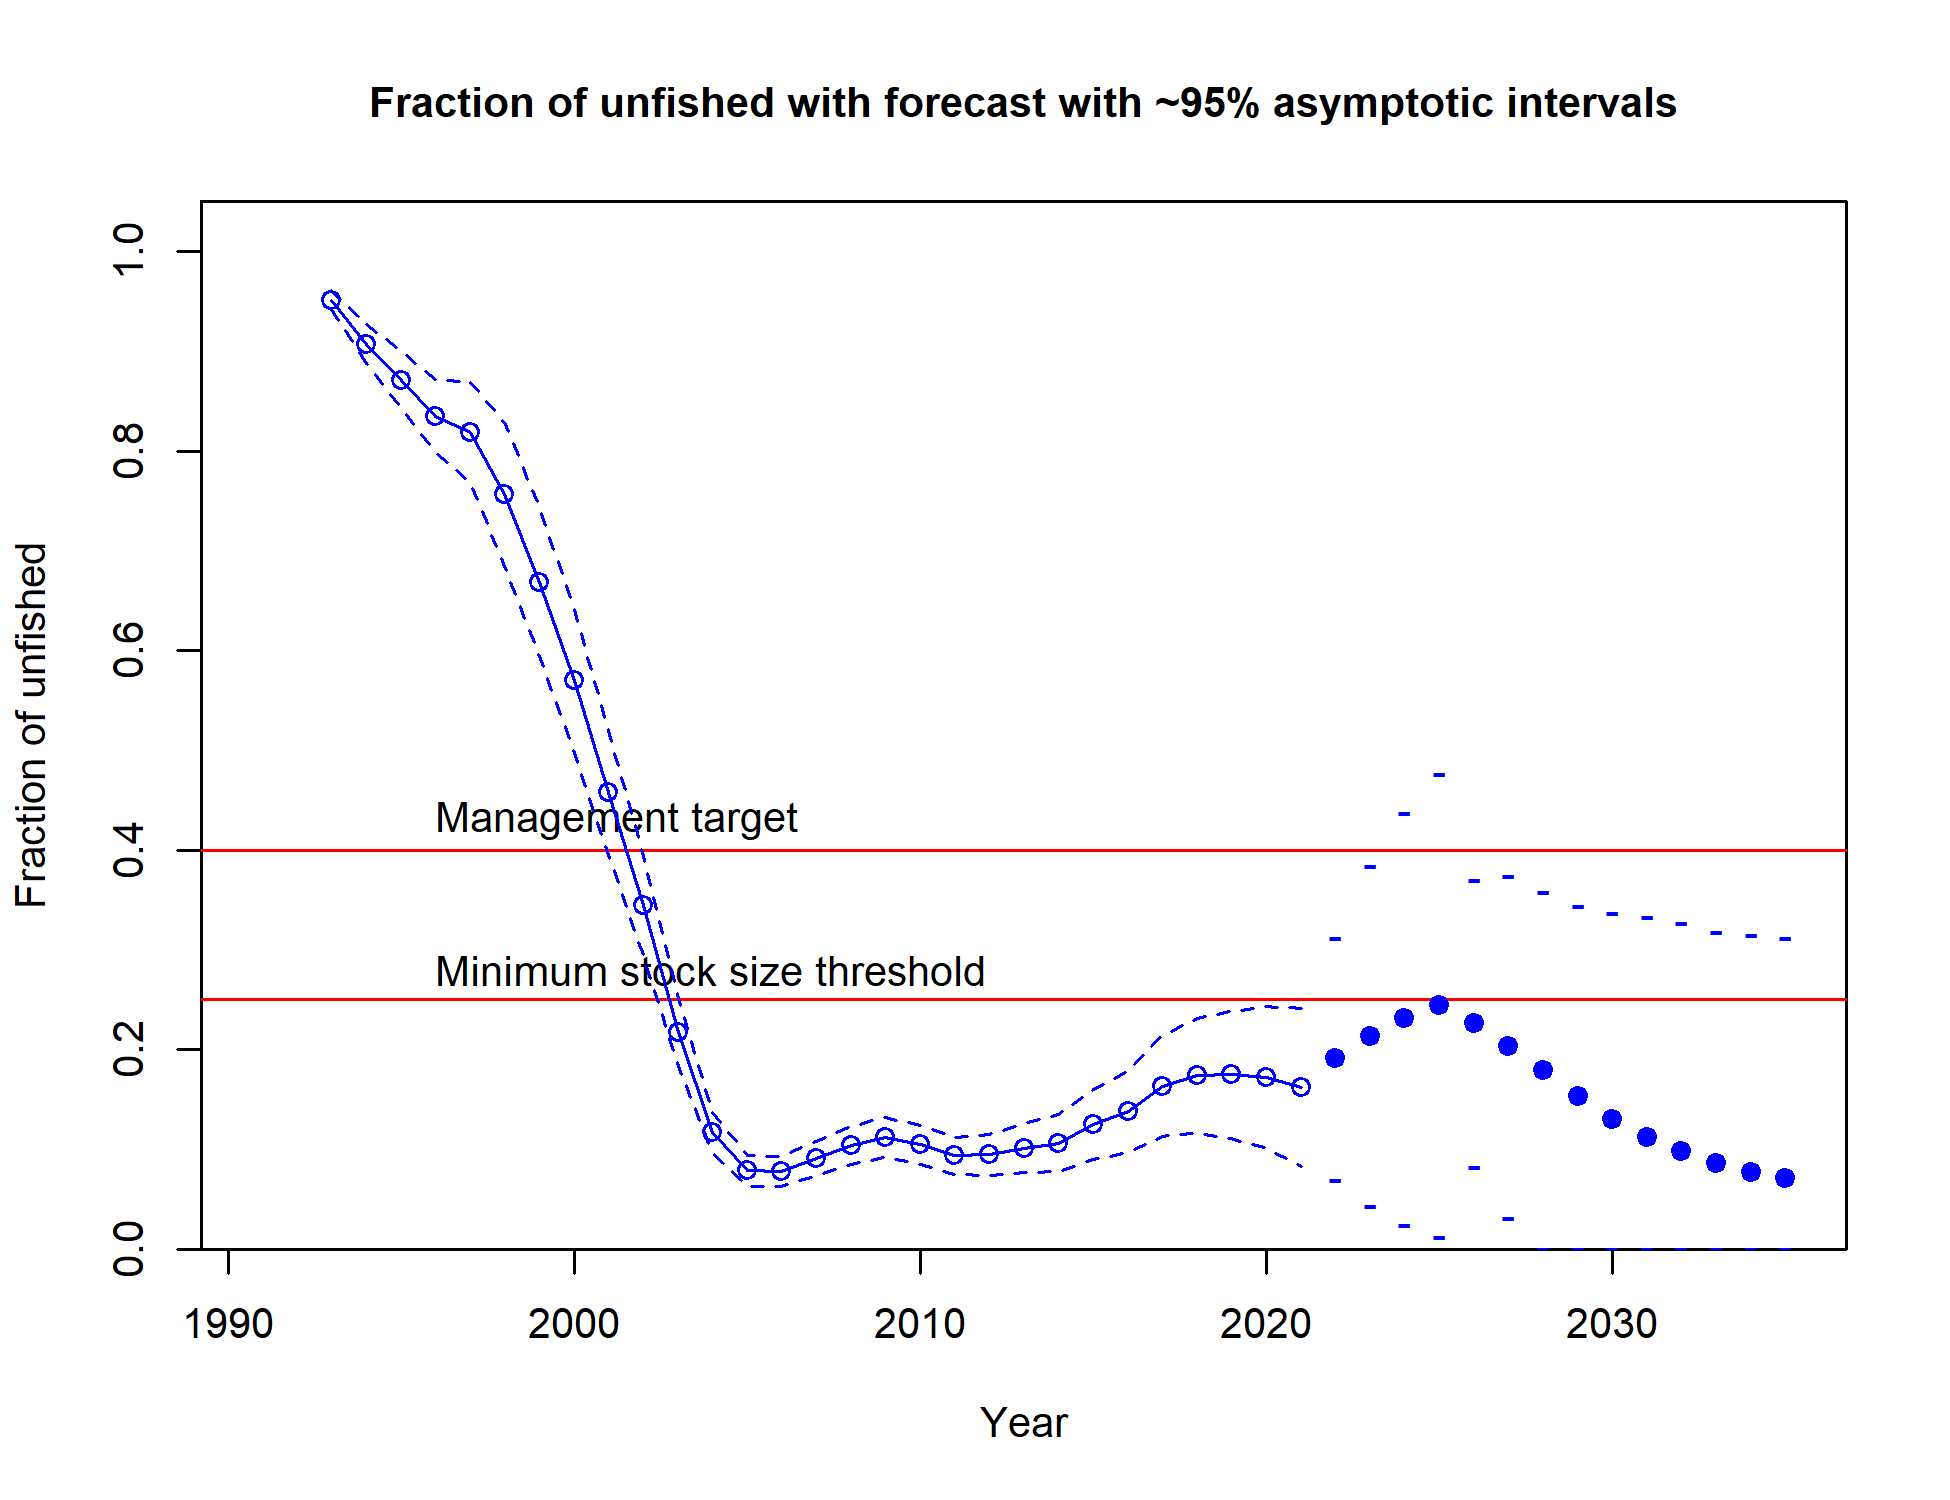 Fraction of unfished with forecast with ~95% asymptotic intervals
Fraction of unfished
1.0
0.8
0.6
0.4
0.2
0.0
Management target
Minimum stock size threshold
1990 2000 2010 2020 2030
Year